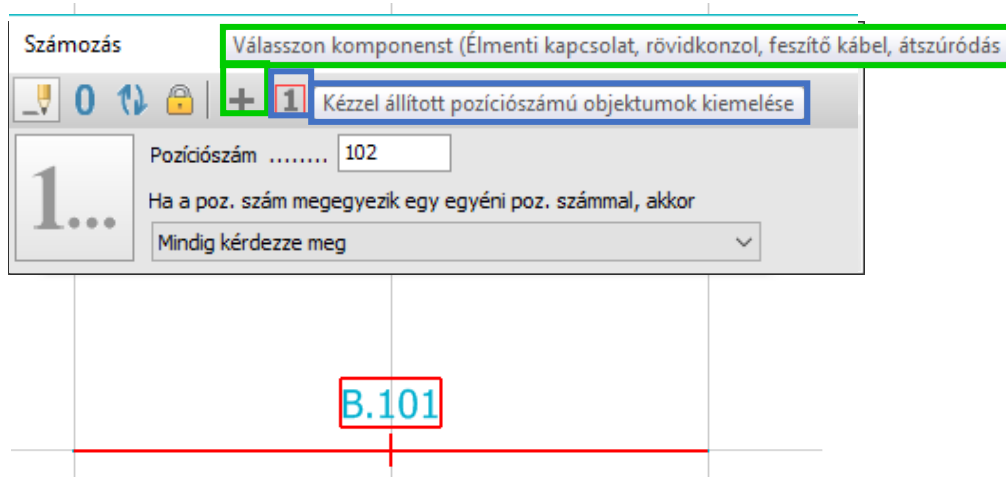 Számozás
Válasszon komponenst (Élmenti kapcsolat, rövidkonzol, feszítő kábel, átszúródás
0
1 Kézzel állított pozíciószámú objektumok kiemelése
1...
Pozíciószám ........ 102
Ha a poz. szám megegyezik egy egyéni poz. számmal, akkor
Mindig kérdezze meg
B.101